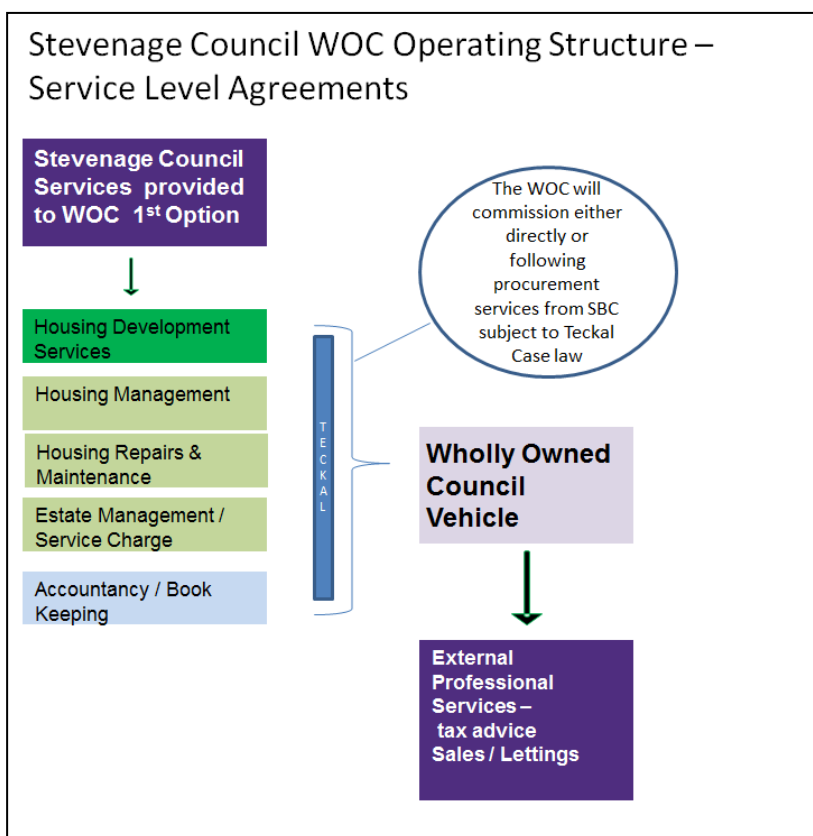 Stevenage Council WOC Operating Structure –
Service Level Agreements
Stevenage Council
Services provided
to WOC 1st Option
Housing Development
Services
Housing Management
Housing Repairs &
Maintenance
Estate Management /
Service Charge
Accountancy / Book
Keeping
TECKAL
The WOC will
commission either
directly or
following
procurement
services from SBC
subject to Teckal
Case law
Wholly Owned
Council
Vehicle
External
Professional
Services –
tax advice
Sales / Lettings